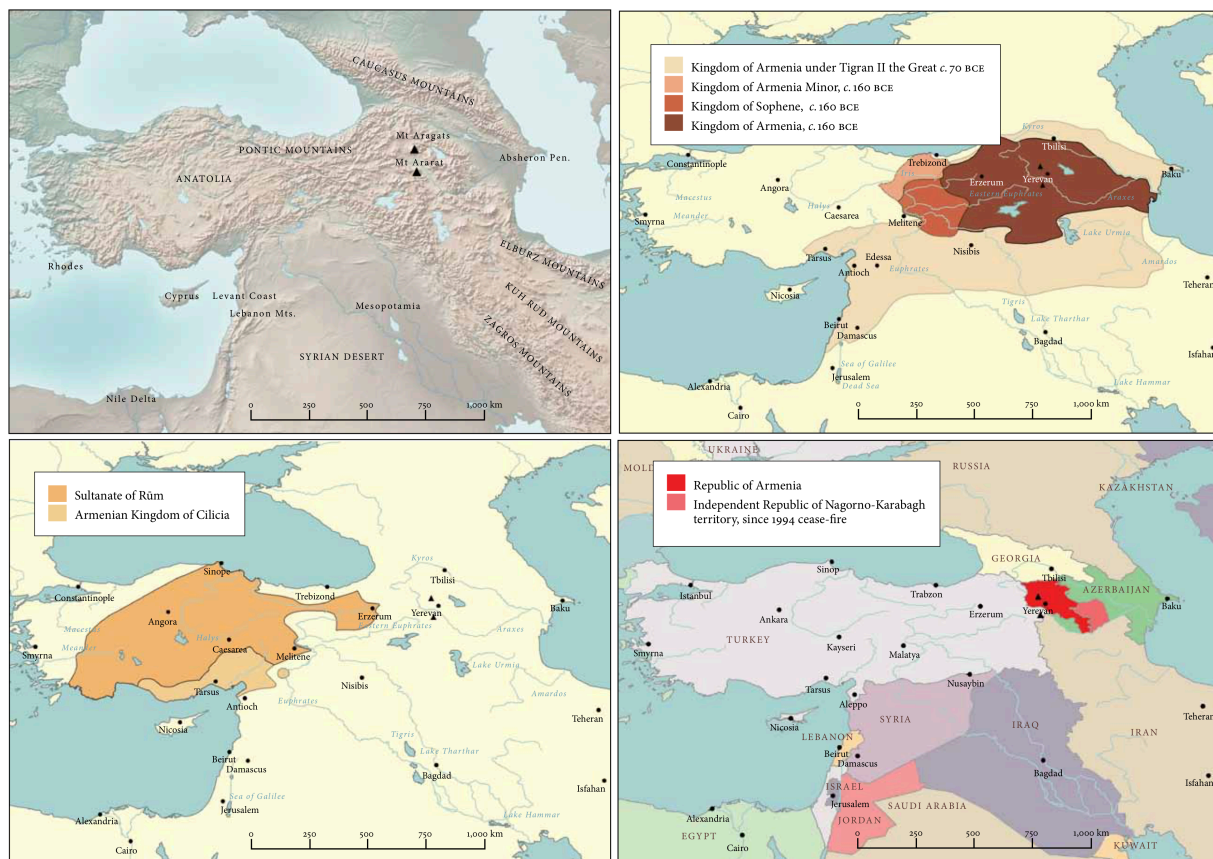 CAUCASUS MOUNTAINS
Mt Aragats
PONTIC MOUNTAINS
Absheron Pen.
Mt Ararat
ANATOLIA
ELBURZ MOUNTAINS
Rhodes
Cyprus
Levant Coast
KUH RUD MOUNTAINS
Mesopotamia
Lebanon Mts.
ZAGROS MOUNTAINS
SYRIAN DESERT
Nile Delta
0 250 500 750 1,000 km
Kingdom of Armenia under Tigran II the Great c. 70 BCE
Kingdom of Armenia Minor, c. 160 BCE
Kingdom of Sophene, c. 160 BCE
Kingdom of Armenia, c. 160 BCE
Kyros
Tbilisi
Constantinople
Trebizond
Baku
Iris
Angora
Erzerum
Yerevan
Eastern Euphrates
Araxes
Macestus
Halys
Caesarea
Meander
Smyrna
Melitene
Lake Urmia
Tarsus
Nisibis
Edessa
Antioch
Euphrates
Amardos
Teheran
Nicosia
Tigris
Beirut
Lake Tharthar
Damascus
Bagdad
Isfahan
Sea of Galilee
Jerusalem
Dead Sea
Alexandria
Lake Hammar
Cairo
0 250 500 750 1,000 km
Sultanate of Rūm
Armenian Kingdom of Cilicia
Kyros
Sinope
Tbilisi
Constantinople
Trebizond
Baku
Angora
Erzerum
Yerevan
Eastern Euphrates
Araxes
Macestus
Halys
Caesarea
Meander
Smyrna
Melitene
Lake Urmia
Tarsus
Nisibis
Antioch
Euphrates
Amardos
Teheran
Nicosia
Tigris
Beirut
Lake Tharthar
Damascus
Bagdad
Isfahan
Sea of Galilee
Jerusalem
Alexandria
Lake Hammar
Cairo
0 250 500 750 1,000 km
Republic of Armenia
Independent Republic of Nagorno-Karabagh
territory, since 1994 cease-fire
UKRAINE
MOLD
RUSSIA
KAZAKHSTAN
GEORGIA
Sinop
Tbilisi
Istanbul
Trabzon
AZERBAIJAN
Baku
Ankara
Erzerum
Yerevan
TURKEY
Kayseri
Smyrna
Malatya
Tarsus
Nusaybin
Aleppo
Nicosia
SYRIA
IRAQ
IRAN
Teheran
LEBANON
Beirut
Damascus
Bagdad
Isfahan
ISRAEL
Jerusalem
SAUDI ARABIA
Alexandria
JORDAN
EGYPT
Cairo
KUWAIT
0 250 500 750 1,000 km